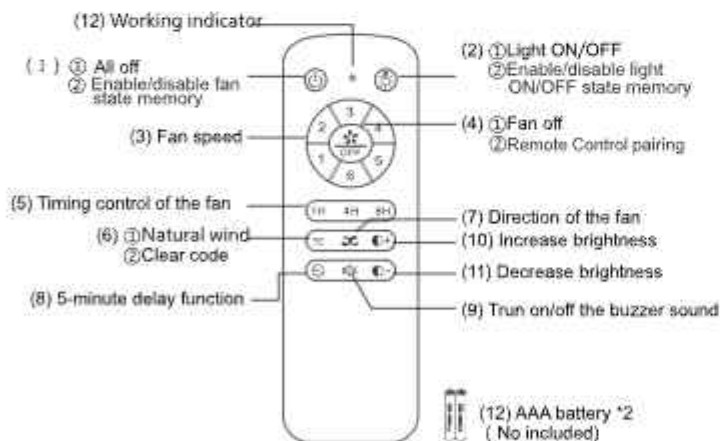 (12) Working indicator
(1) ① All off
② Enable/disable fan
state memory
(2) ①Light ON/OFF
②Enable/disable light
ON/OFF state memory
(3) Fan speed
1
2
3
4
5
6
OFF
(4) ①Fan off
②Remote Control pairing
(5) Timing control of the fan
1H 4H 8H
(6) ①Natural wind
②Clear code
(7) Direction of the fan
(10) Increase brightness
(11) Decrease brightness
(8) 5-minute delay function
(9) Trun on/off the buzzer sound
(12) AAA battery *2
( No included)